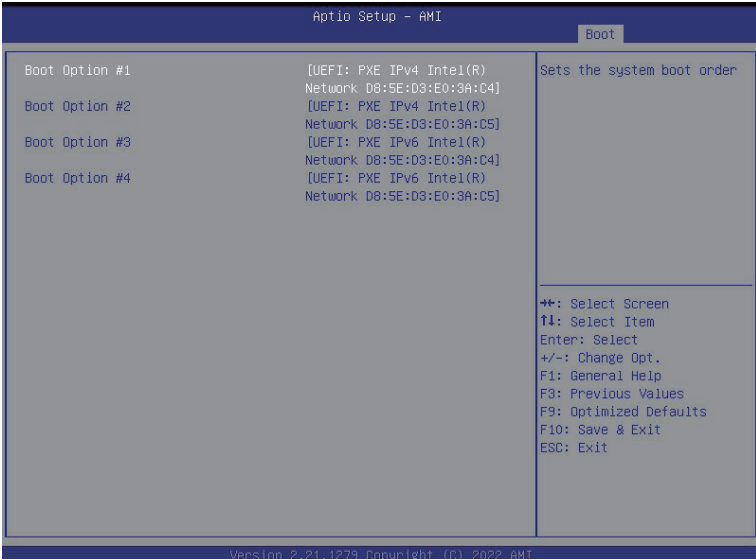 Aptio Setup – AMI
Boot
Boot Option #1 [UEFI: PXE IPv4 Intel(R)
Network D8:5E:D3:E0:3A:C4]
Boot Option #2 [UEFI: PXE IPv4 Intel(R)
Network D8:5E:D3:E0:3A:C5]
Boot Option #3 [UEFI: PXE IPv6 Intel(R)
Network D8:5E:D3:E0:3A:C4]
Boot Option #4 [UEFI: PXE IPv6 Intel(R)
Network D8:5E:D3:E0:3A:C5]
Sets the system boot order
→←: Select Screen
↑↓: Select Item
Enter: Select
+/-: Change Opt.
F1: General Help
F3: Previous Values
F9: Optimized Defaults
F10: Save & Exit
ESC: Exit
Version 2.21.1279 Copyright (C) 2022 AMI